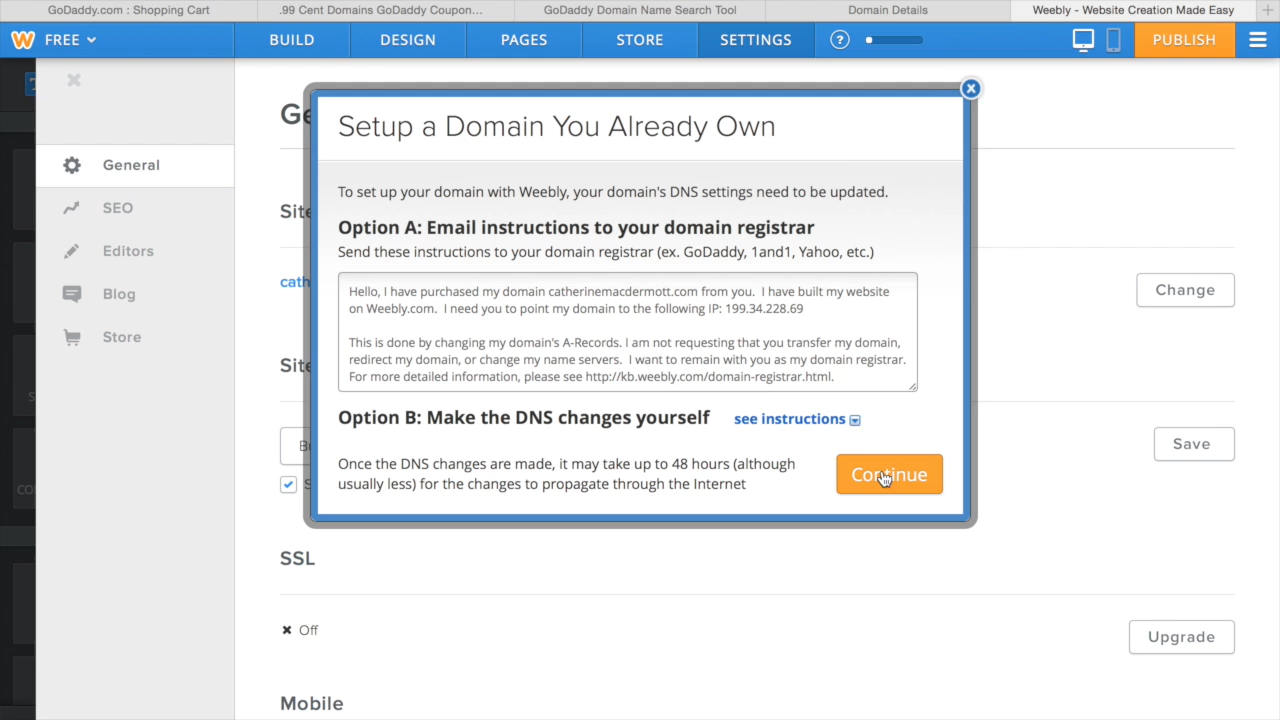 GoDaddy.com : Shopping Cart
.99 Cent Domains GoDaddy Coupon...
GoDaddy Domain Name Search Tool
Domain Details
Weebly - Website Creation Made Easy
FREE
BUILD
DESIGN
PAGES
STORE
SETTINGS
?
PUBLISH
General
SEO
Editors
Blog
Store
Setup a Domain You Already Own
To set up your domain with Weebly, your domain's DNS settings need to be updated.
Option A: Email instructions to your domain registrar
Send these instructions to your domain registrar (ex. GoDaddy, 1and1, Yahoo, etc.)
Hello, I have purchased my domain catherinemacdermott.com from you. I have built my website
on Weebly.com. I need you to point my domain to the following IP: 199.34.228.69
This is done by changing my domain's A-Records. I am not requesting that you transfer my domain,
redirect my domain, or change my name servers. I want to remain with you as my domain registrar.
For more detailed information, please see http://kb.weebly.com/domain-registrar.html.
Option B: Make the DNS changes yourself see instructions
Once the DNS changes are made, it may take up to 48 hours (although
usually less) for the changes to propagate through the Internet
Continue
Ge
Site
cath
Change
Site
Save
SSL
Off
Upgrade
Mobile